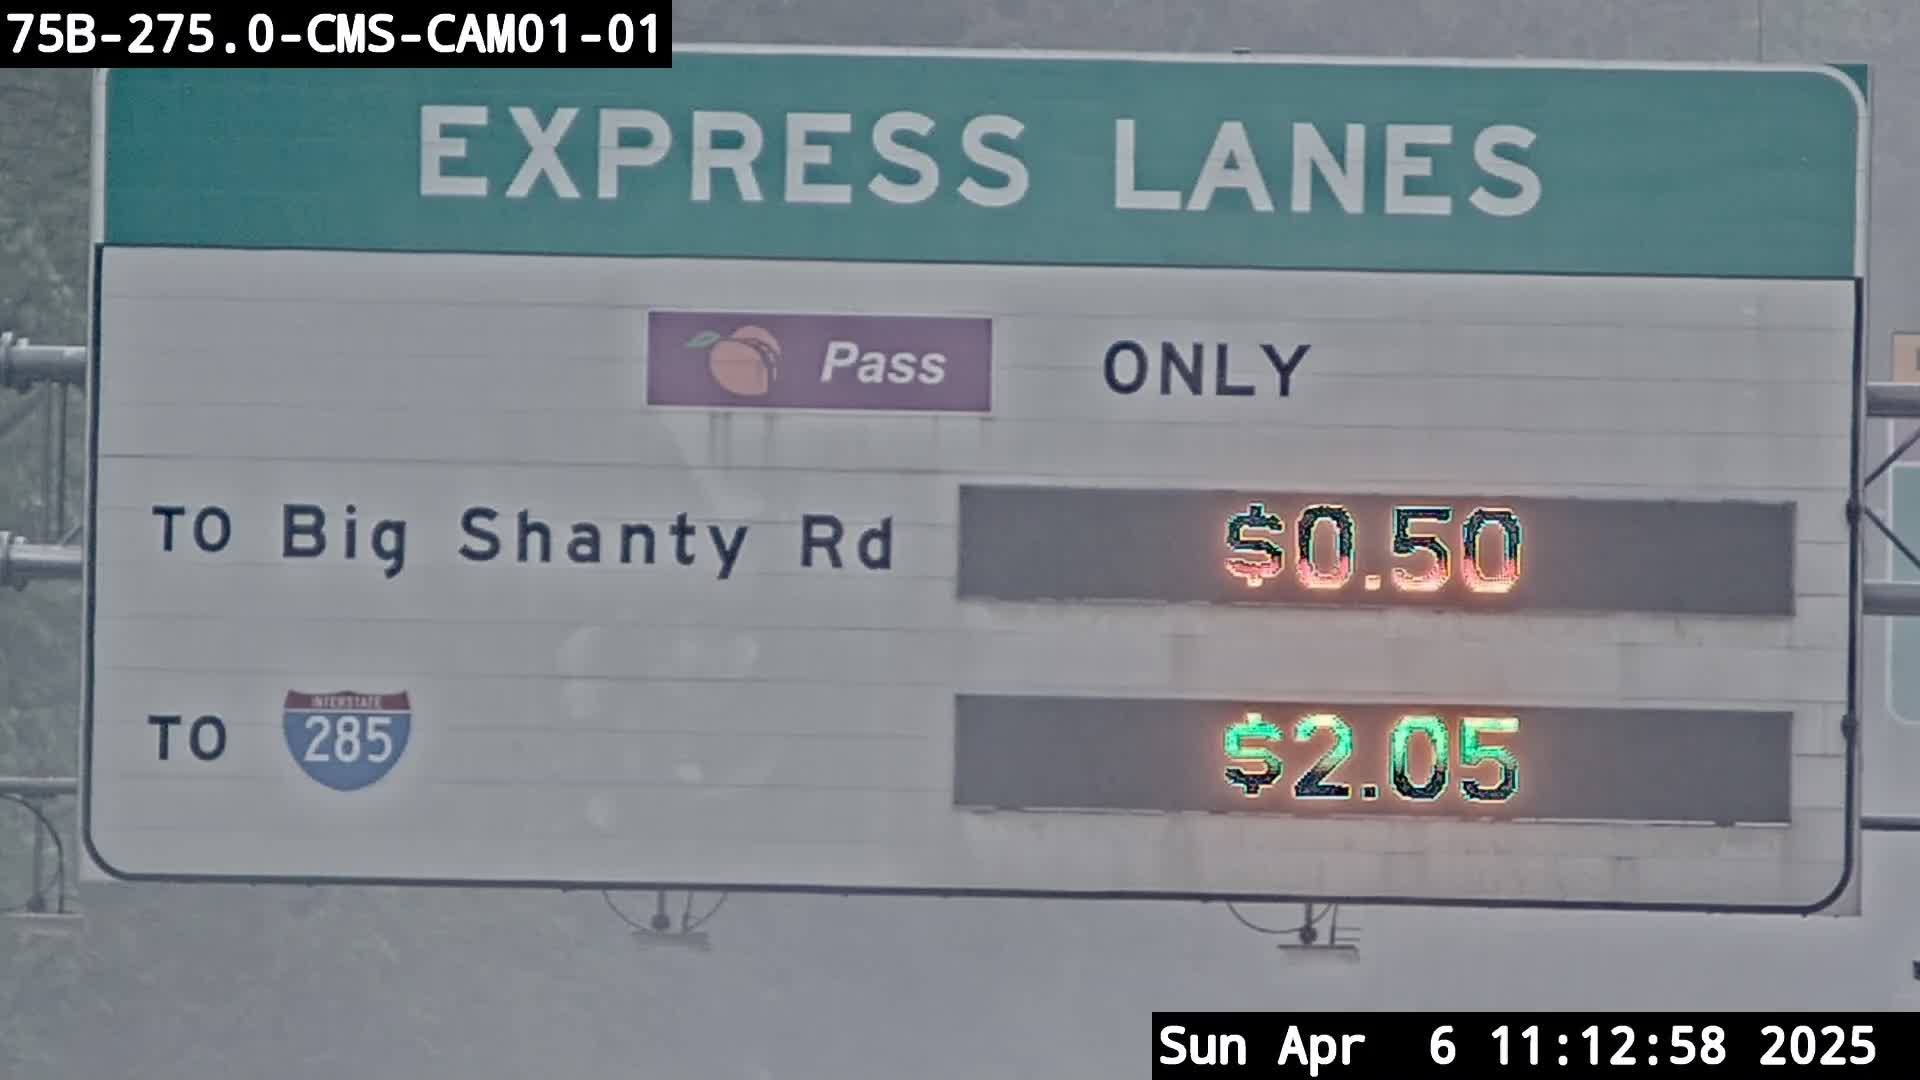 75B-275.0-CMS-CAM01-01
EXPRESS LANES
Pass ONLY
TO Big Shanty Rd $0.50
TO INTERSTATE 285 $2.05
Sun Apr 6 11:12:58 2025